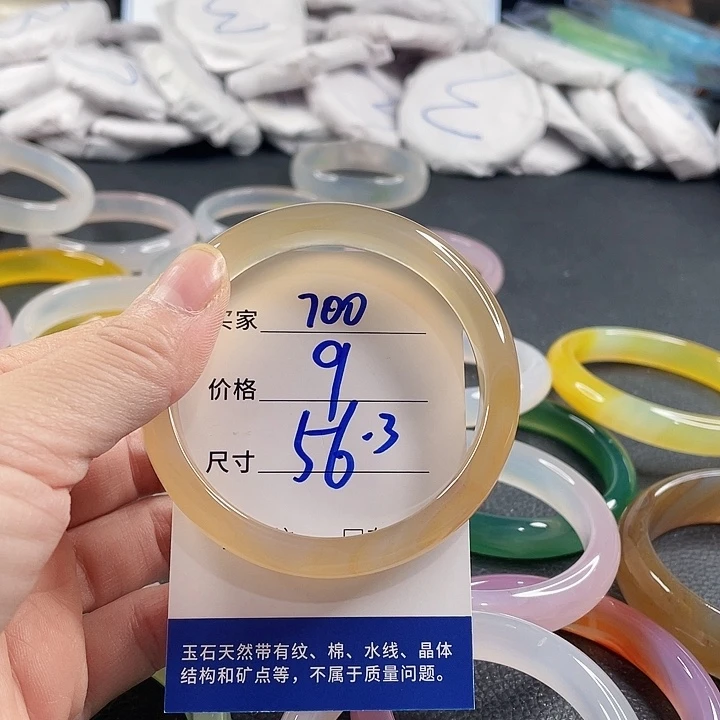 买家 700
价格 9
尺寸 56.3
玉石天然带有纹、棉、水线、晶体
结构和矿点等，不属于质量问题。